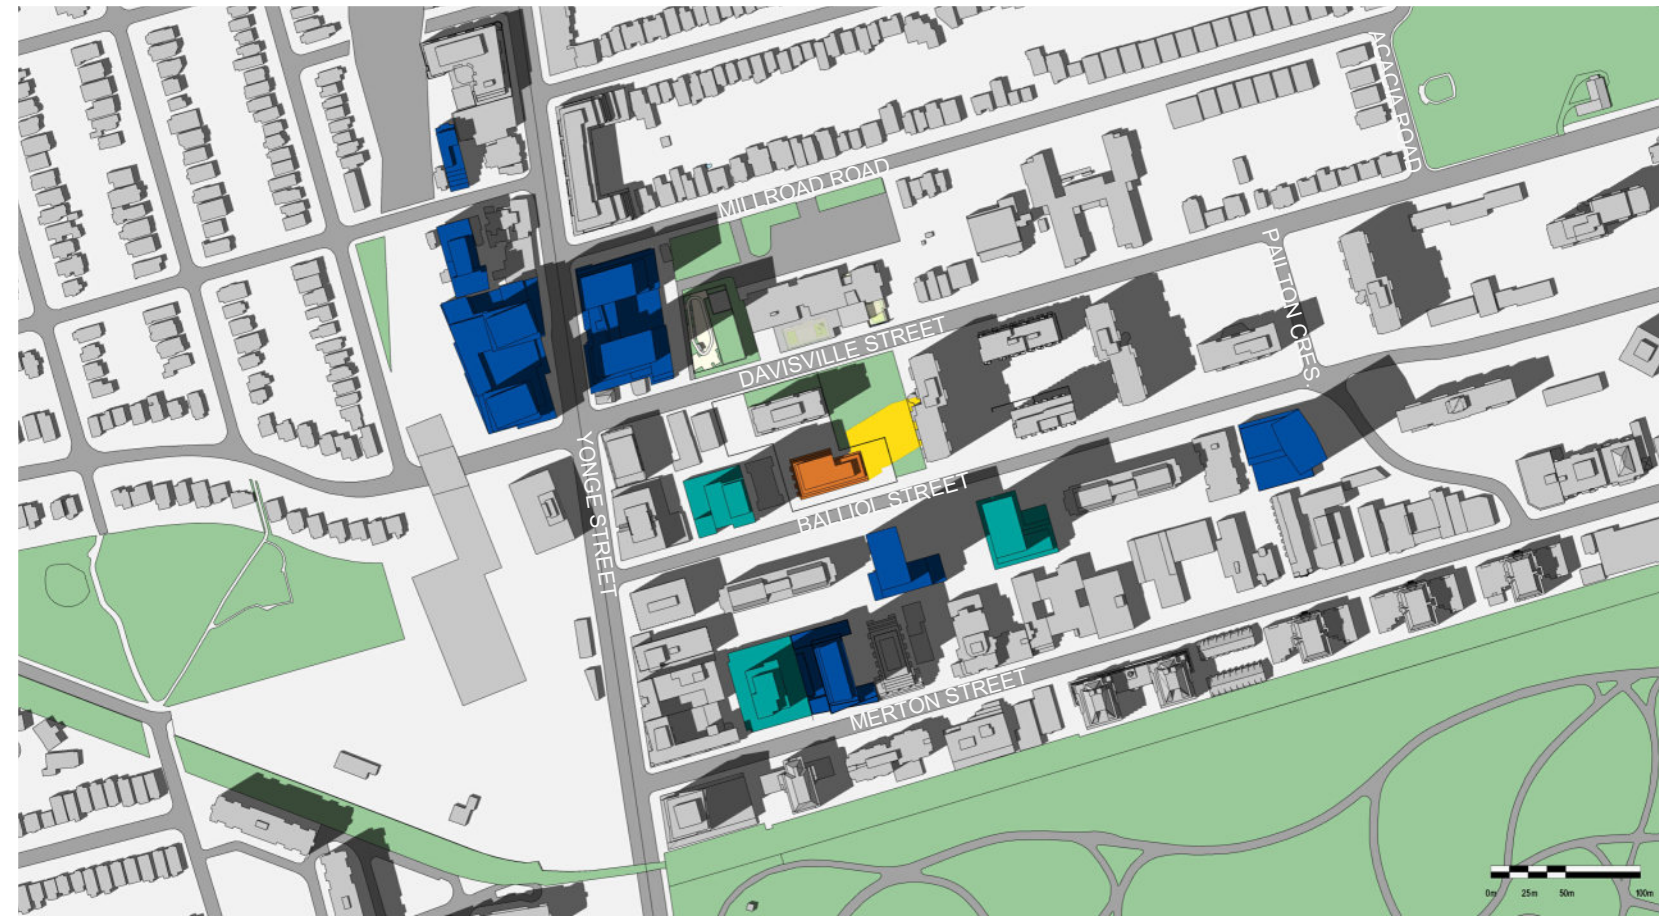 ACACIA ROAD
MILLROAD ROAD
PAILTON CRES.
DAVISVILLE STREET
YONGE STREET
BALLIOL STREET
MERTON STREET
0m 25m 50m 100m